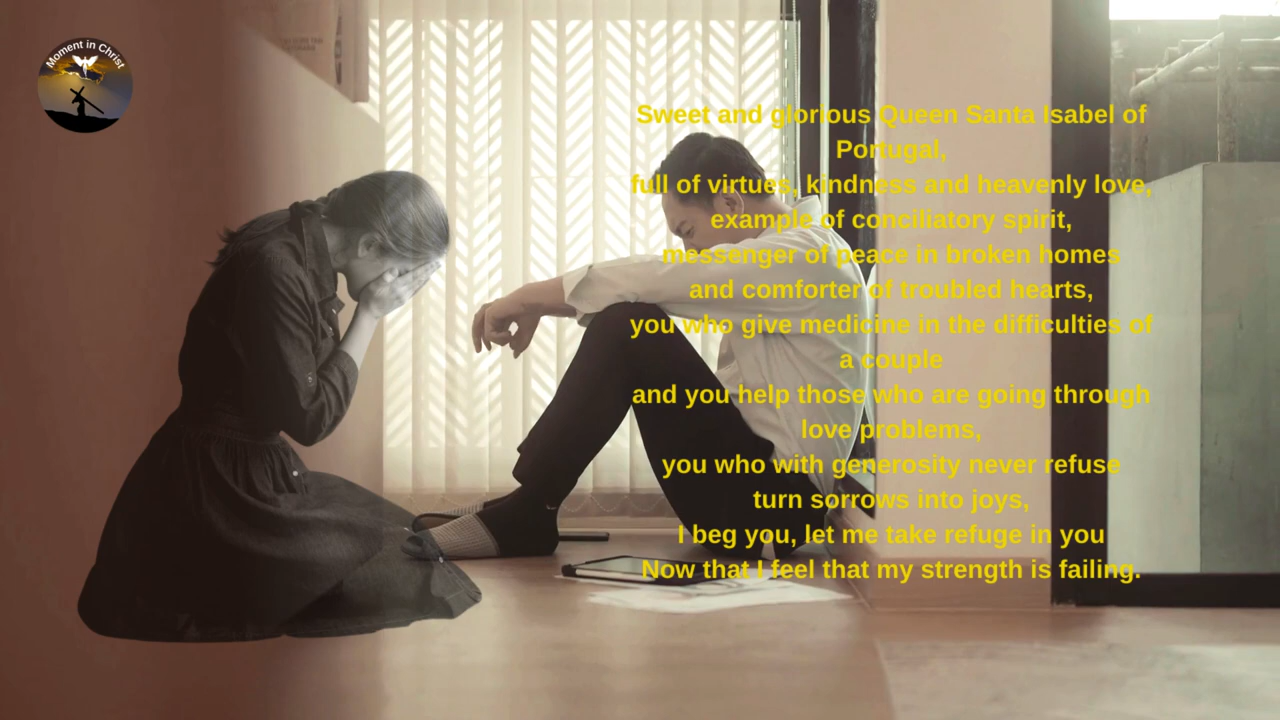 Moment in Christ
Sweet and glorious Queen Santa Isabel of
Portugal,
full of virtues, kindness and heavenly love,
example of conciliatory spirit,
messenger of peace in broken homes
and comforter of troubled hearts,
you who give medicine in the difficulties of
a couple
and you help those who are going through
love problems,
you who with generosity never refuse
turn sorrows into joys,
I beg you, let me take refuge in you
Now that I feel that my strength is failing.